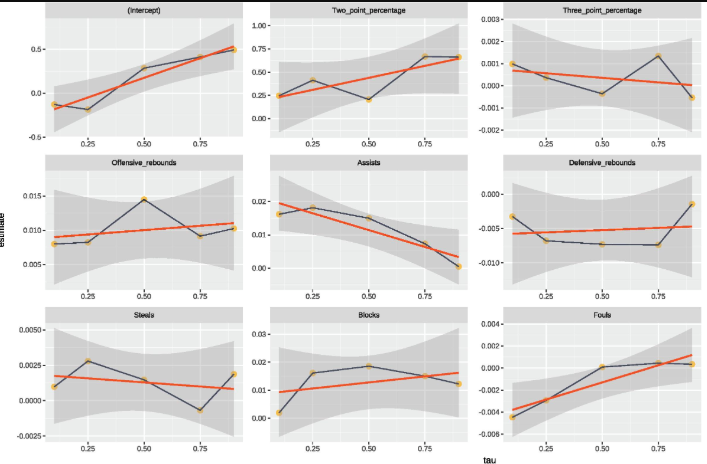 (Intercept) Two_point_percentage Three_point_percentage
0.5
0.0
-0.5
0.25 0.50 0.75
1.00
0.75
0.50
0.25
0.00
0.25 0.50 0.75
0.003
0.002
0.001
0.000
-0.001
-0.002
0.25 0.50 0.75
Offensive_rebounds Assists Defensive_rebounds
0.015
0.010
0.005
0.25 0.50 0.75
0.02
0.01
0.00
0.25 0.50 0.75
0.000
-0.005
-0.010
0.25 0.50 0.75
Steals Blocks Fouls
0.0050
0.0025
0.0000
-0.0025
0.25 0.50 0.75
0.03
0.02
0.01
0.00
0.25 0.50 0.75
0.004
0.002
0.000
-0.002
-0.004
-0.006
0.25 0.50 0.75
estimate
tau